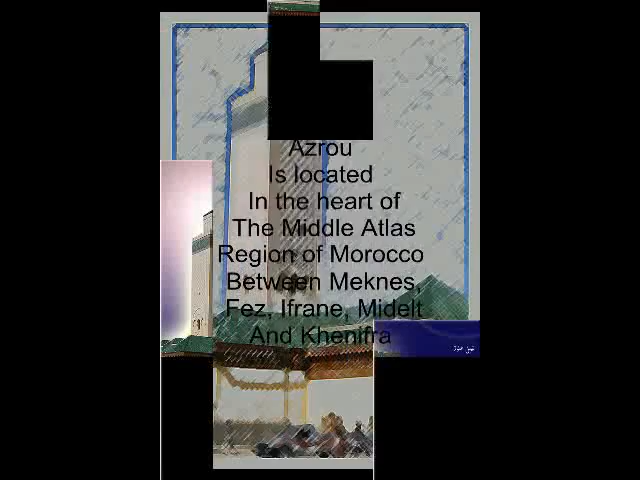 Azrou
Is located
In the heart of
The Middle Atlas
Region of Morocco
Between Meknes,
Fez, Ifrane, Midelt
And Khenifra